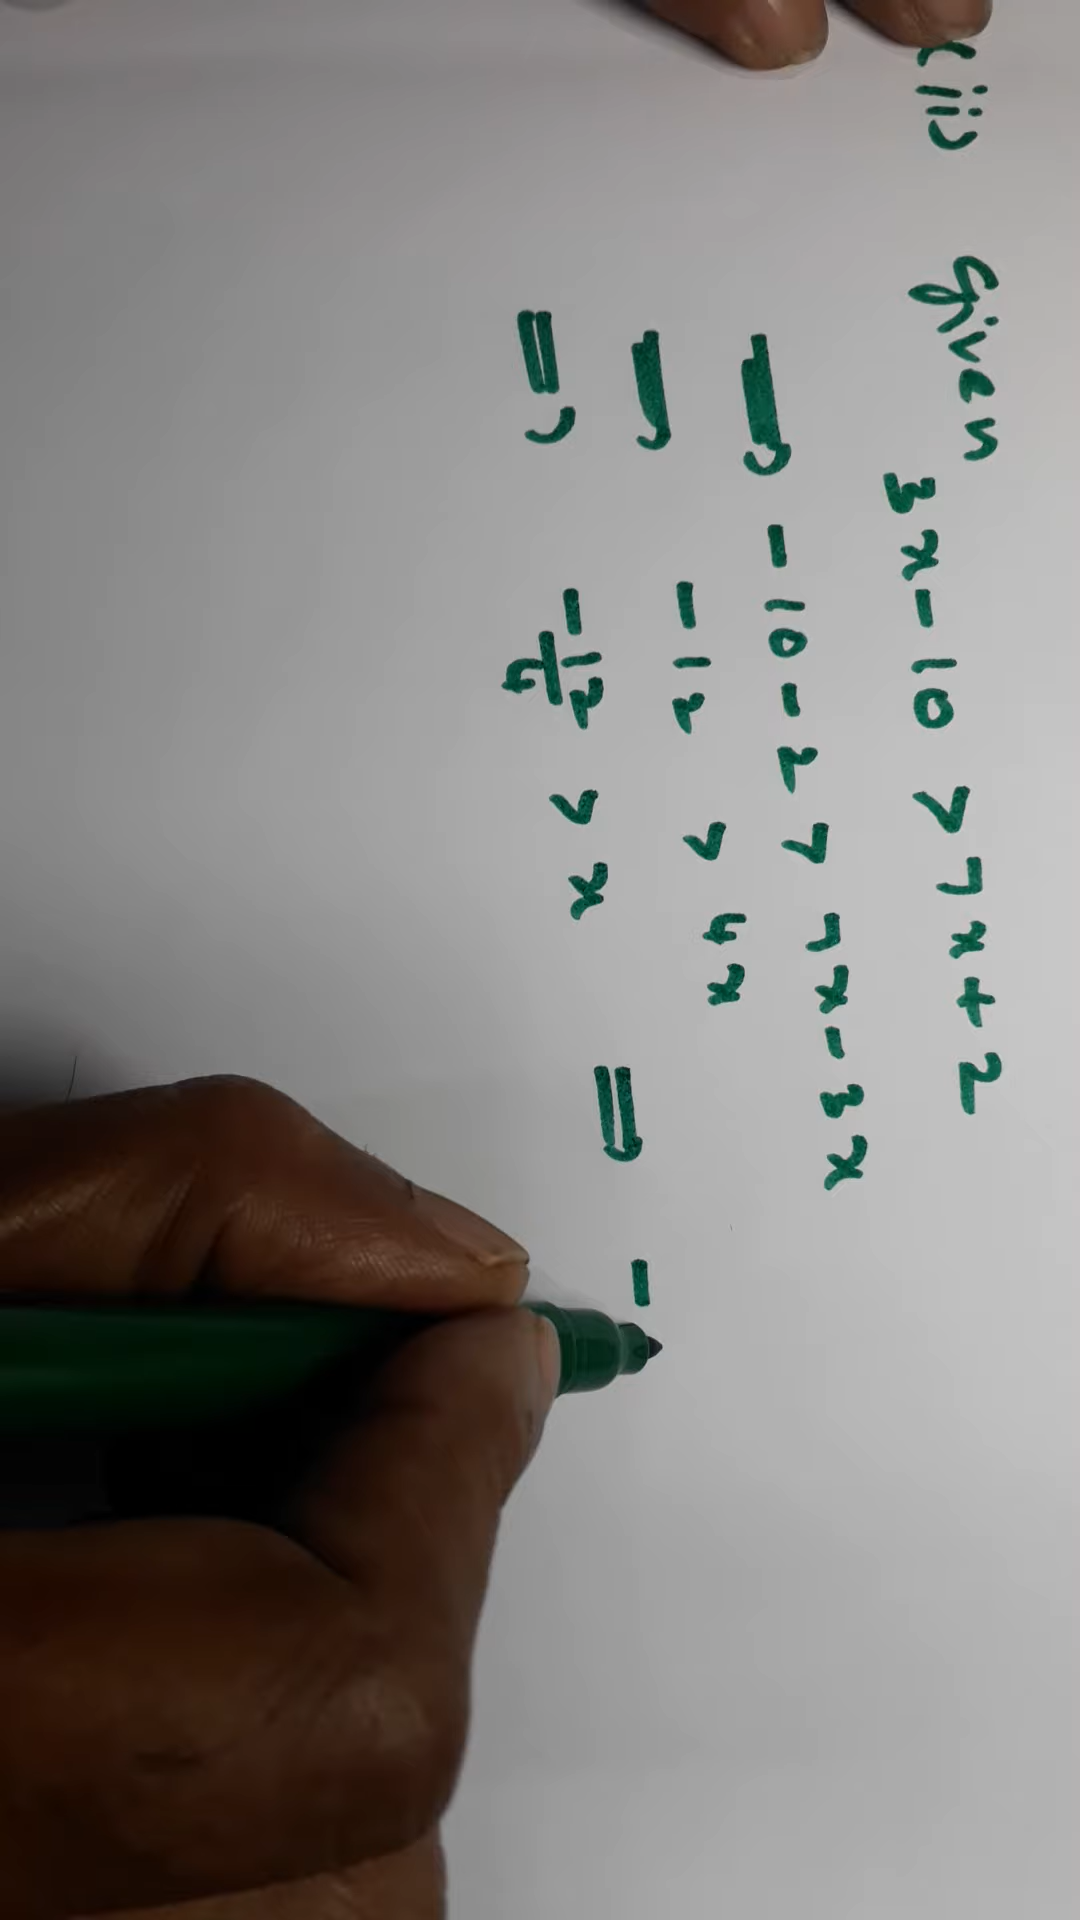 (ii) Given
3x - 10 > 7x + 2
⇒ - 10 - 2 > 7x - 3x
⇒ - 12 > 4x
⇒ -12/4 > x ⇒ -